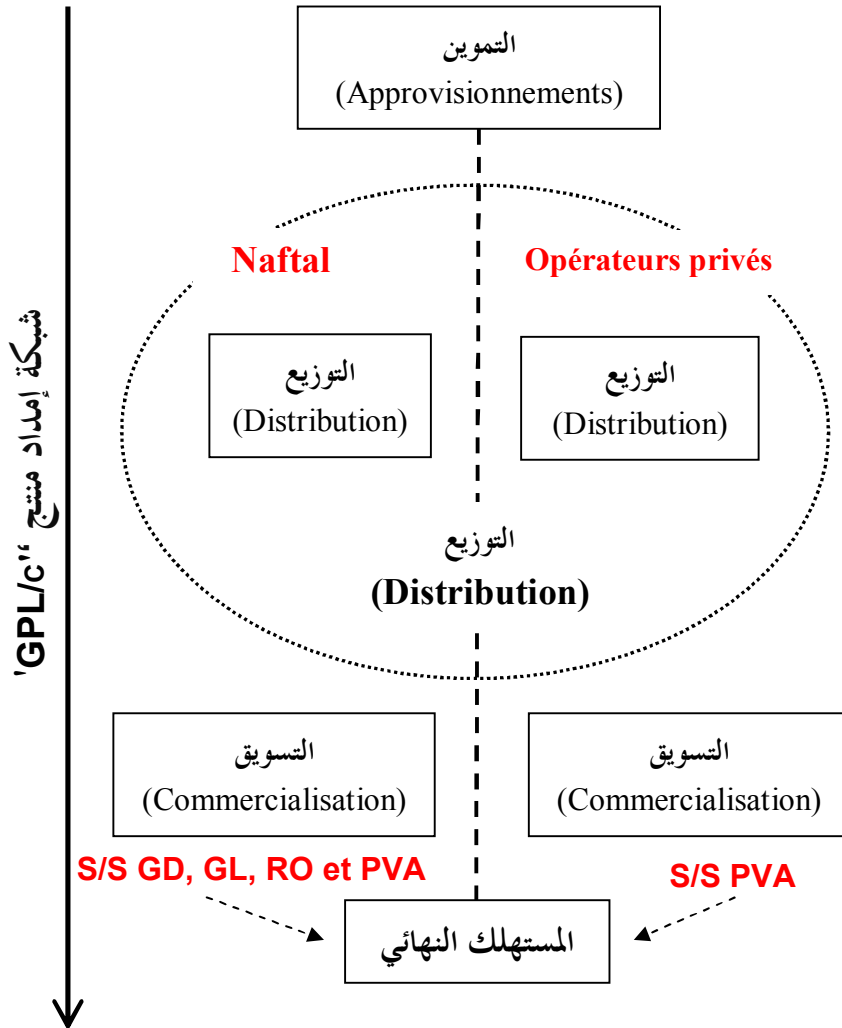 التموين
(Approvisionnements)
Naftal
Opérateurs privés
التوزيع
(Distribution)
التوزيع
(Distribution)
التوزيع
(Distribution)
شبكة إمداد منتج "GPL/c'
التسويق
(Commercialisation)
التسويق
(Commercialisation)
S/S GD, GL, RO et PVA
S/S PVA
المستهلك النهائي